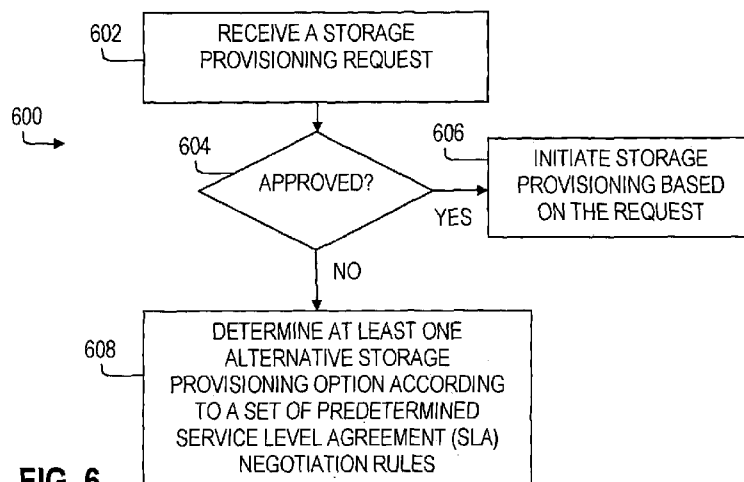 602
RECEIVE A STORAGE
PROVISIONING REQUEST
600
604
APPROVED?
YES
606
INITIATE STORAGE
PROVISIONING BASED
ON THE REQUEST
NO
608
DETERMINE AT LEAST ONE
ALTERNATIVE STORAGE
PROVISIONING OPTION ACCORDING
TO A SET OF PREDETERMINED
SERVICE LEVEL AGREEMENT (SLA)
NEGOTIATION RULES
FIG. 6